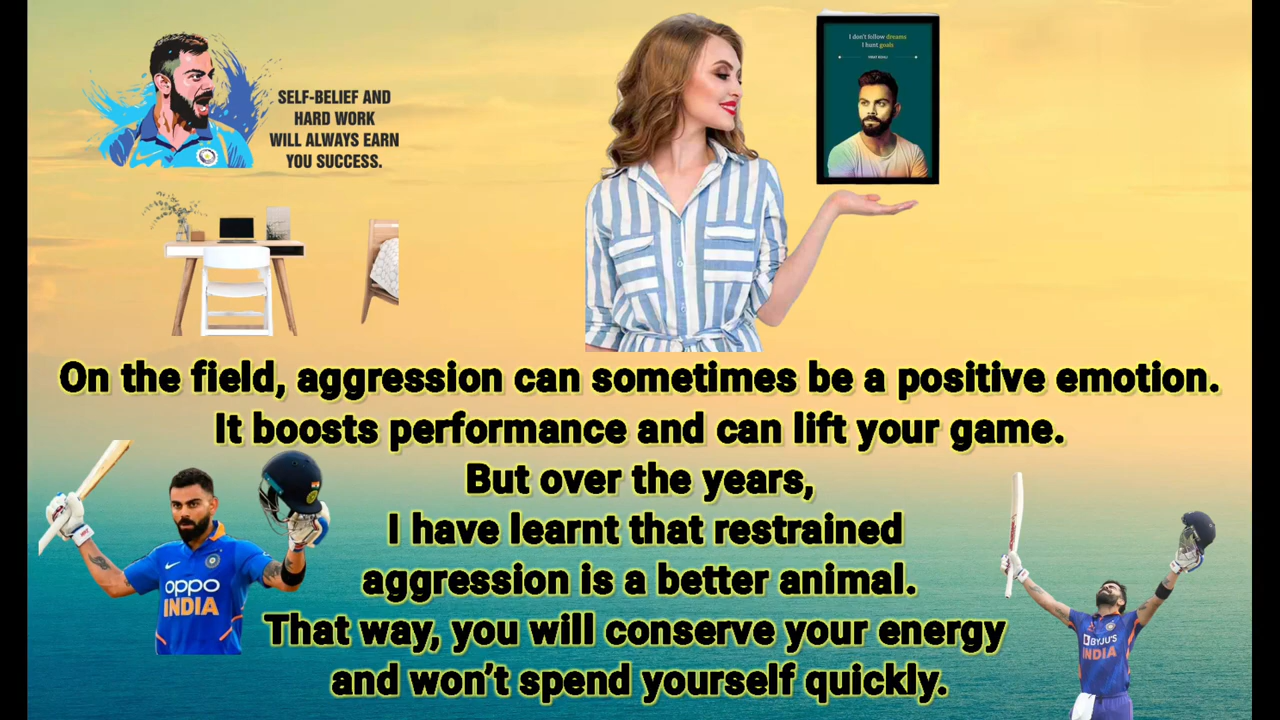 SELF-BELIEF AND
HARD WORK
WILL ALWAYS EARN
YOU SUCCESS.
I don't follow dreams
I hunt goals
VIRAT KOHLI
On the field, aggression can sometimes be a positive emotion.
It boosts performance and can lift your game.
But over the years,
I have learnt that restrained
aggression is a better animal.
That way, you will conserve your energy
and won’t spend yourself quickly.
oppo
INDIA
BYJU'S
INDIA